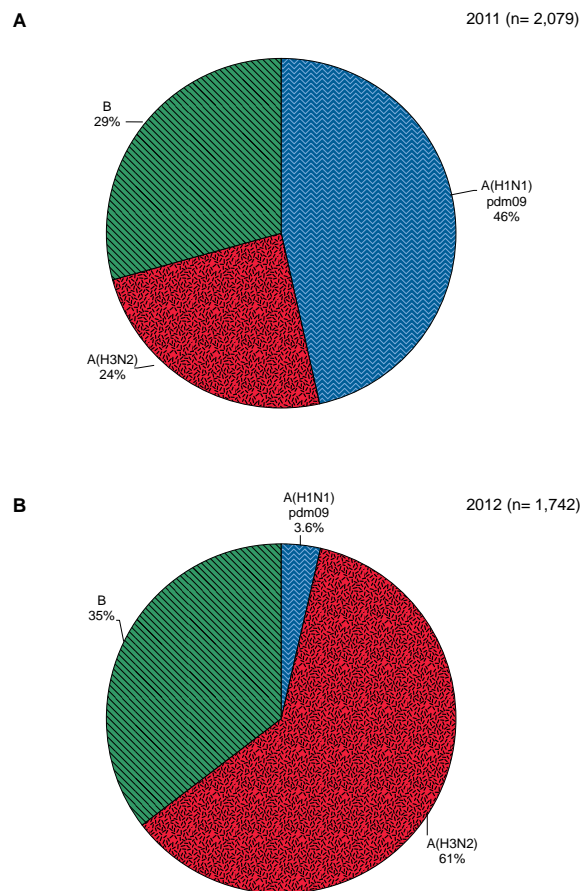 A
2011 (n= 2,079)
B
29%
A(H1N1)
pdm09
46%
A(H3N2)
24%
B
2012 (n= 1,742)
A(H1N1)
pdm09
3.6%
B
35%
A(H3N2)
61%